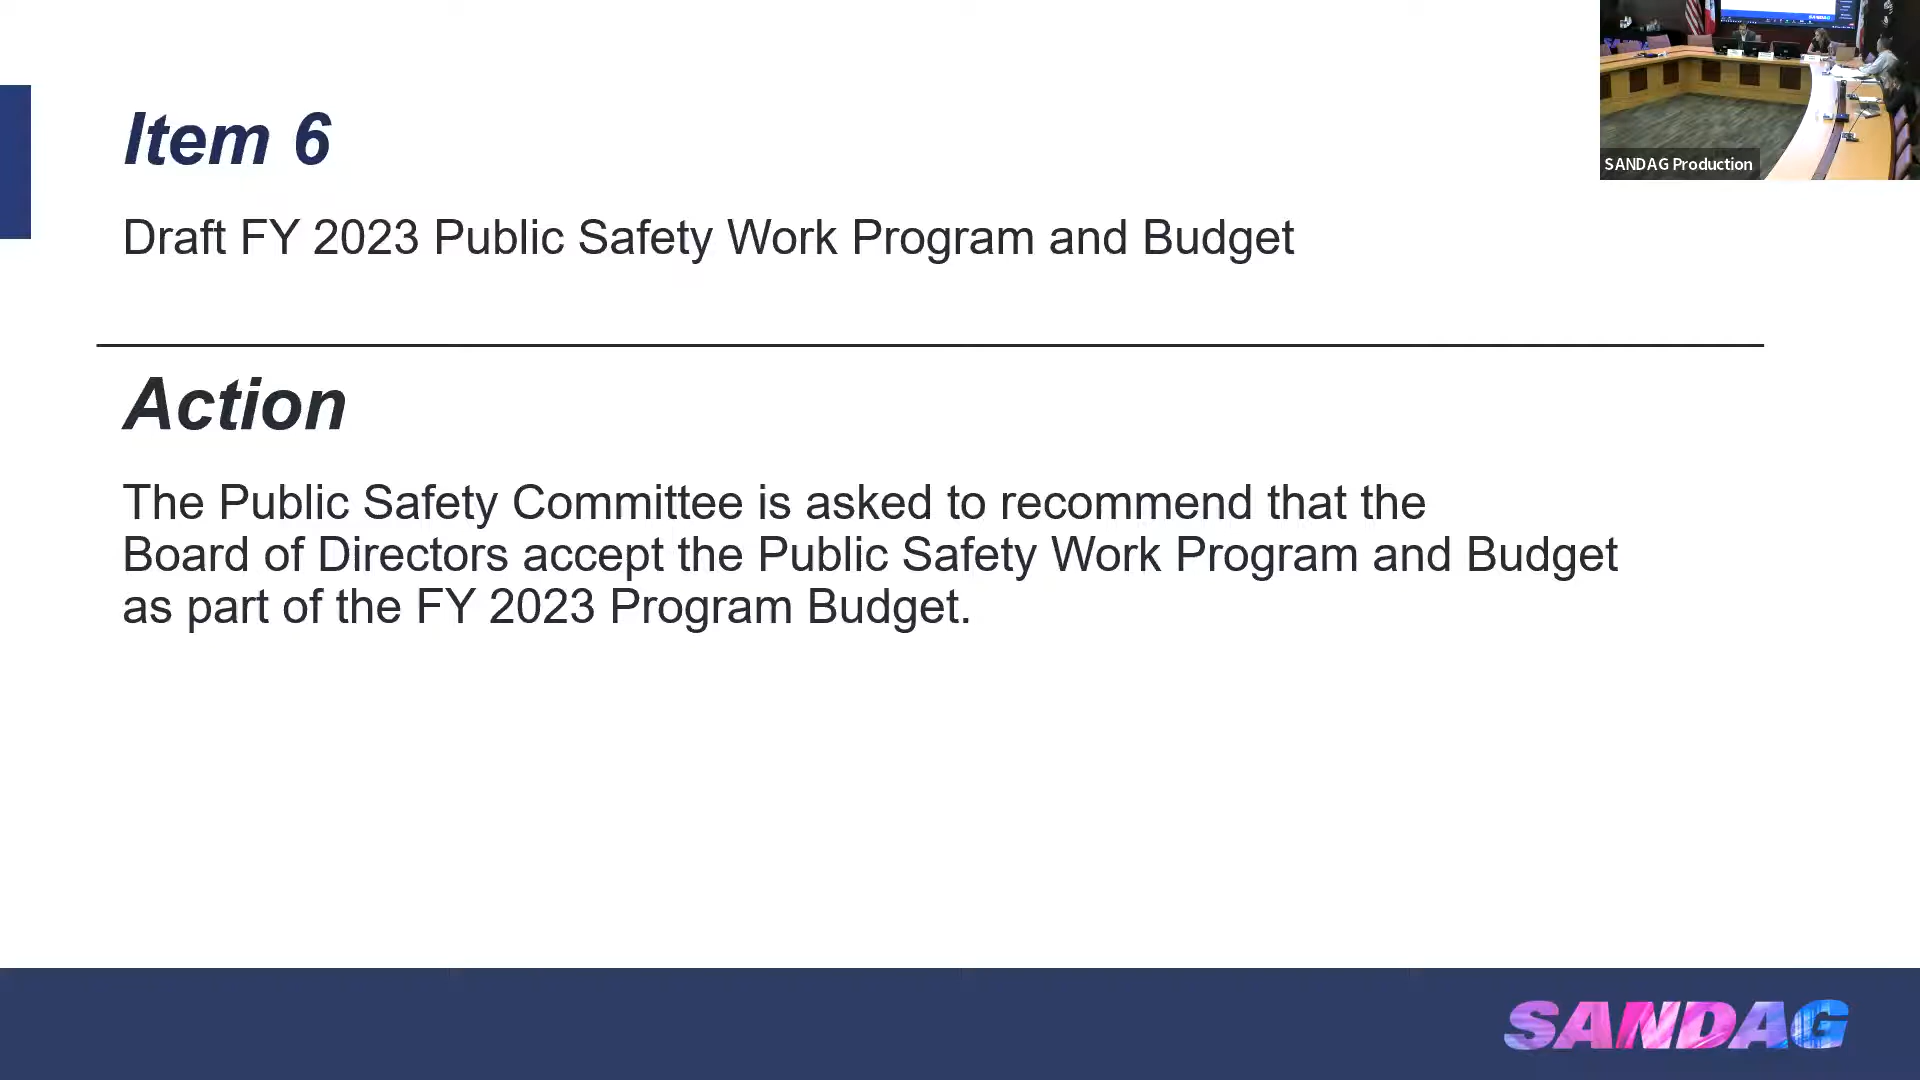 Item 6
Draft FY 2023 Public Safety Work Program and Budget
Action
The Public Safety Committee is asked to recommend that the
Board of Directors accept the Public Safety Work Program and Budget
as part of the FY 2023 Program Budget.
SANDAG Production
SANDAG